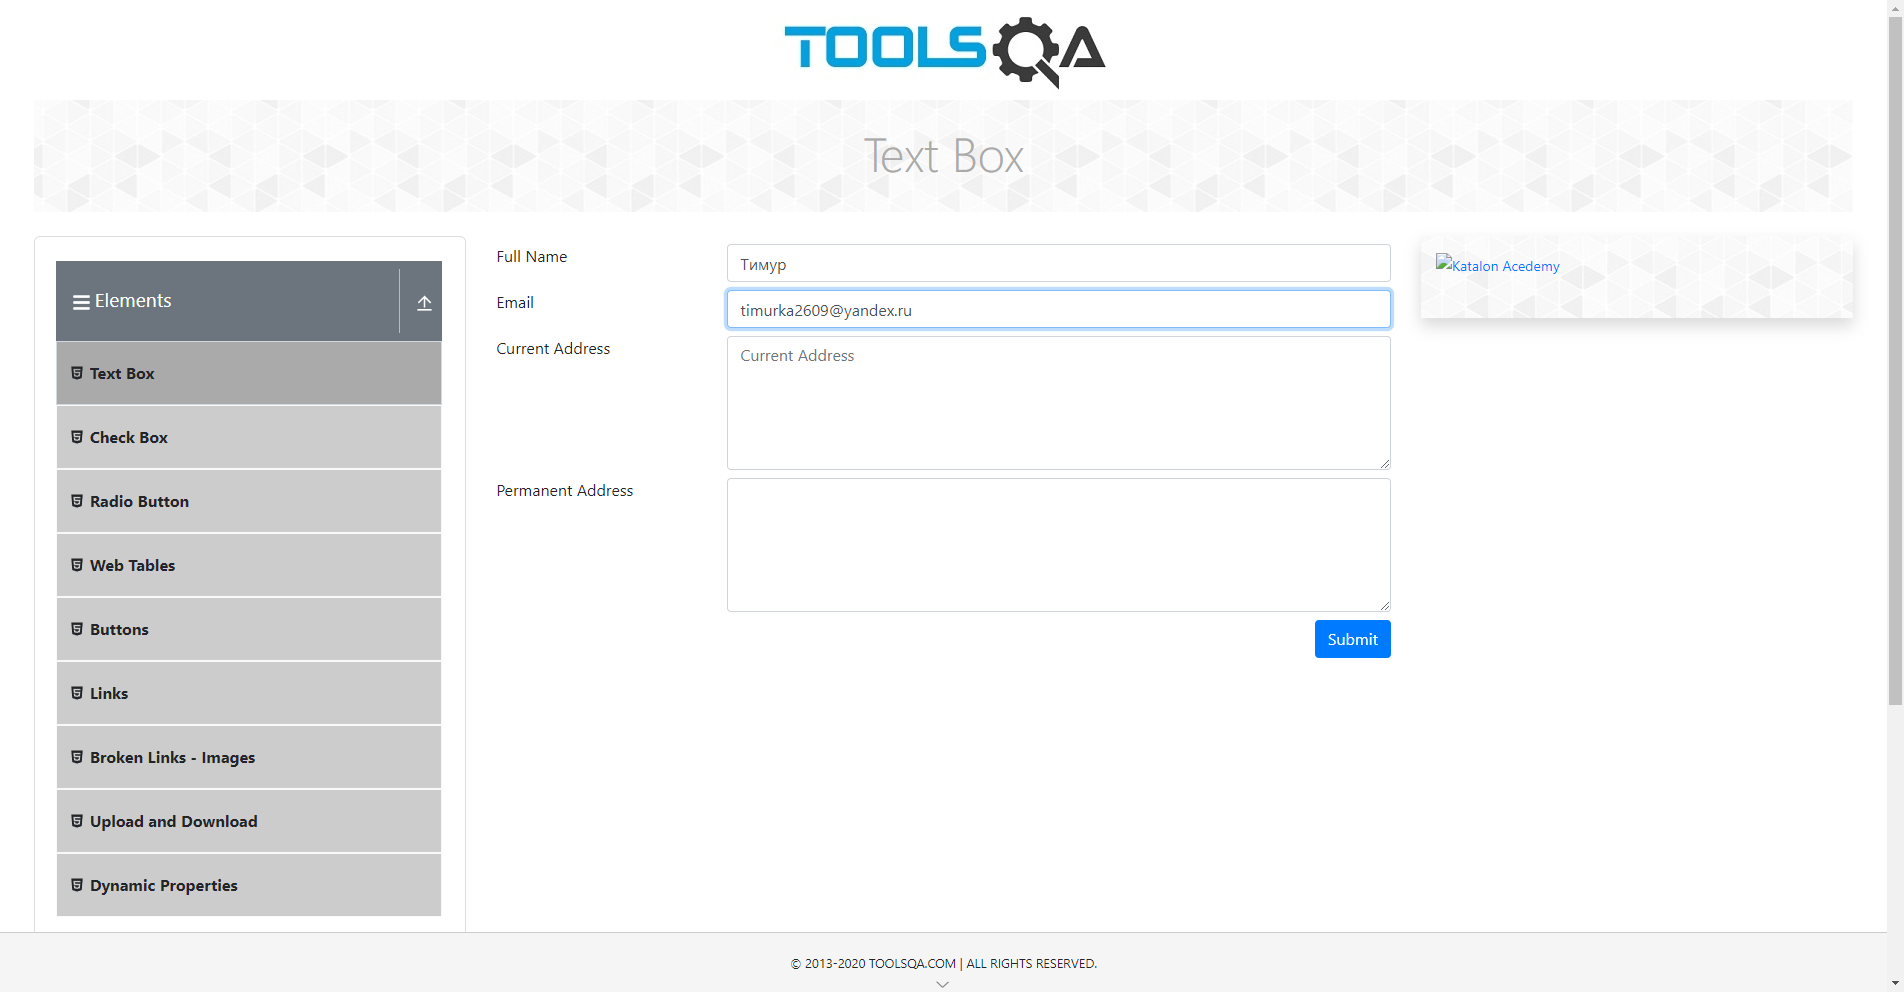 TOOLSQA
Text Box
Elements
Text Box
Check Box
Radio Button
Web Tables
Buttons
Links
Broken Links - Images
Upload and Download
Dynamic Properties
Full Name
Тимур
Email
timurka2609@yandex.ru
Current Address
Current Address
Permanent Address
Submit
Katalon Acedemy
© 2013-2020 TOOLSQA.COM | ALL RIGHTS RESERVED.